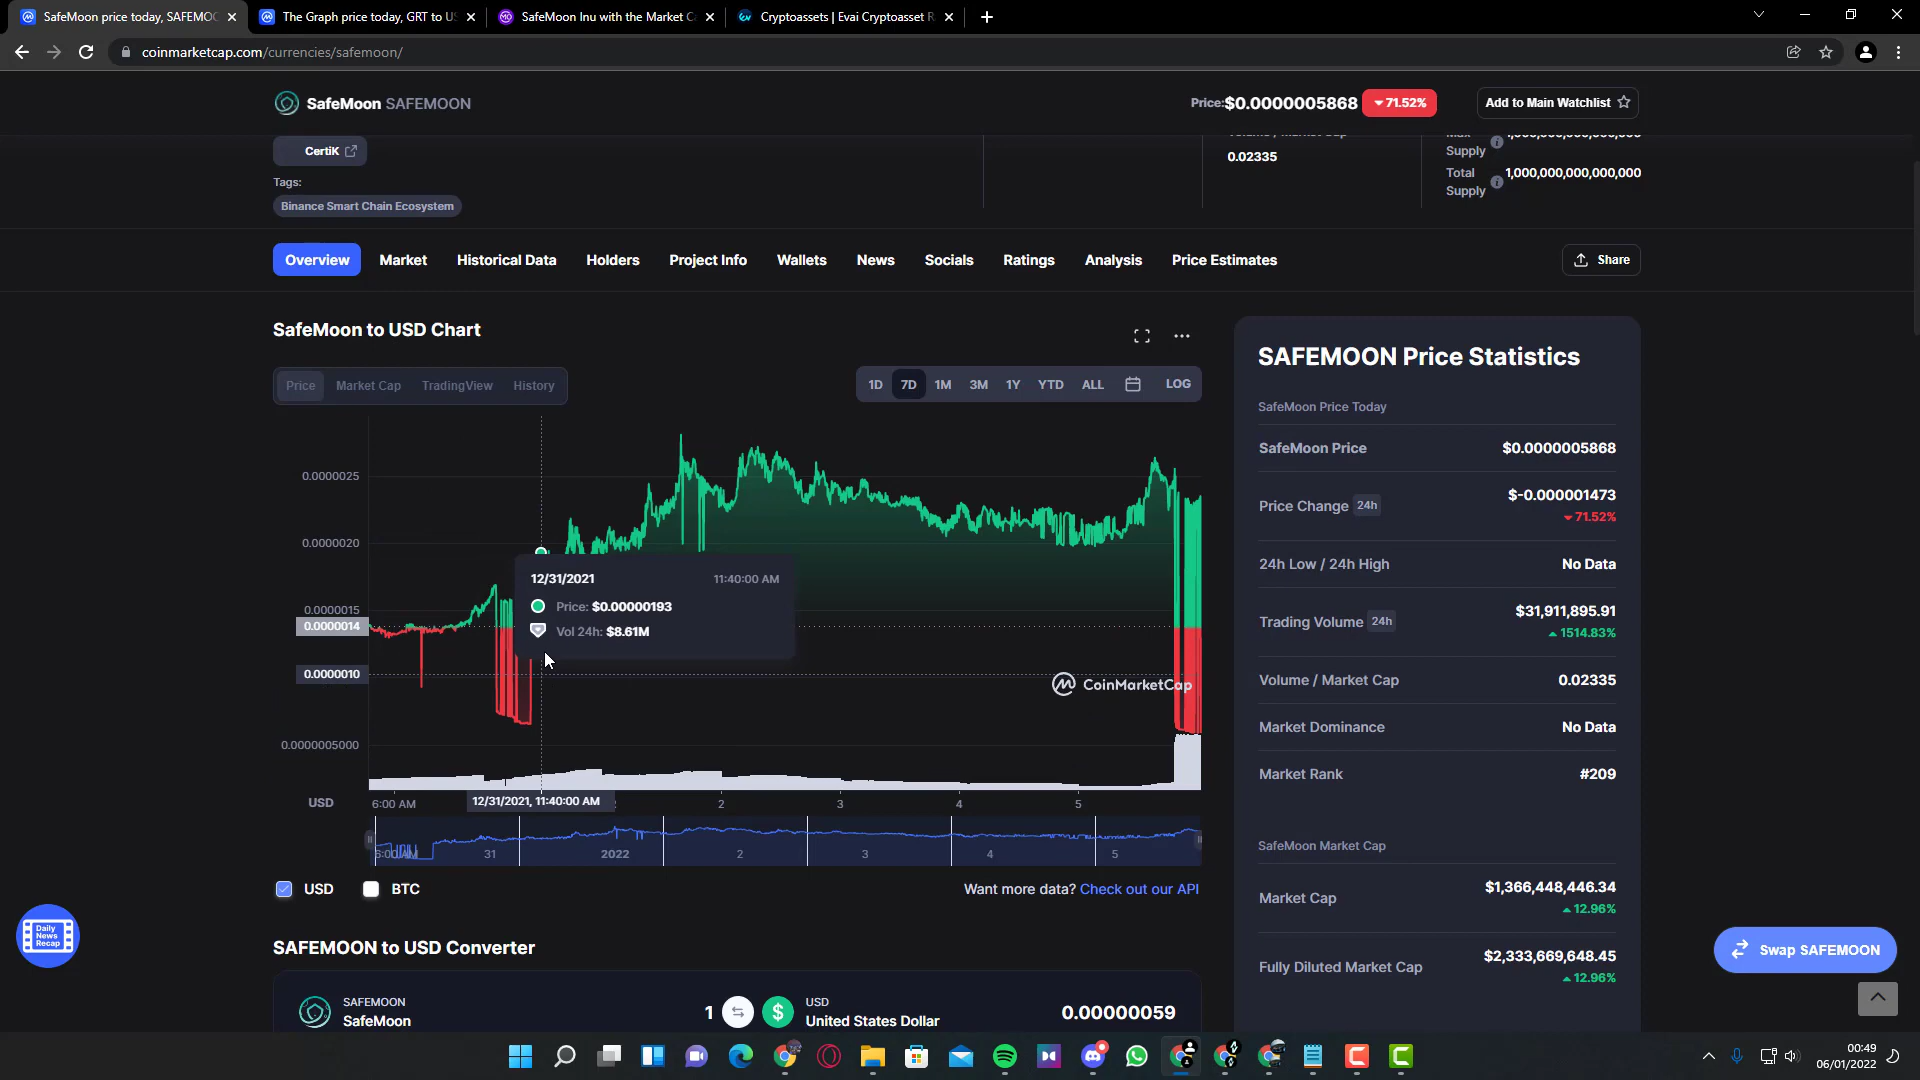 SafeMoon price today, SAFEMOO
The Graph price today, GRT to US
SafeMoon Inu with the Market Ca
Cryptoassets | Evai Cryptoasset R
coinmarketcap.com/currencies/safemoon/
SafeMoon SAFEMOON
Price:$0.0000005868
71.52%
Add to Main Watchlist
CertiK
Tags:
Binance Smart Chain Ecosystem
0.02335
Supply
Total Supply
1,000,000,000,000,000
Overview
Market
Historical Data
Holders
Project Info
Wallets
News
Socials
Ratings
Analysis
Price Estimates
Share
SafeMoon to USD Chart
Price
Market Cap
TradingView
History
1D
7D
1M
3M
1Y
YTD
ALL
LOG
0.0000025
0.0000020
0.0000015
0.0000014
0.0000010
0.0000005000
12/31/2021
11:40:00 AM
Price: $0.00000193
Vol 24h: $8.61M
CoinMarketCap
USD
6:00 AM
12/31/2021, 11:40:00 AM
2
3
4
5
6:00 AM
31
2022
2
3
4
5
USD
BTC
Want more data? Check out our API
SAFEMOON to USD Converter
SAFEMOON
SafeMoon
1
$
USD
United States Dollar
0.00000059
SAFEMOON Price Statistics
SafeMoon Price Today
SafeMoon Price
$0.0000005868
Price Change 24h
$-0.000001473
71.52%
24h Low / 24h High
No Data
Trading Volume 24h
$31,911,895.91
1514.83%
Volume / Market Cap
0.02335
Market Dominance
No Data
Market Rank
#209
SafeMoon Market Cap
Market Cap
$1,366,448,446.34
12.96%
Fully Diluted Market Cap
$2,333,669,648.45
12.96%
Daily
News
Recap
Swap SAFEMOON
00:49
06/01/2022